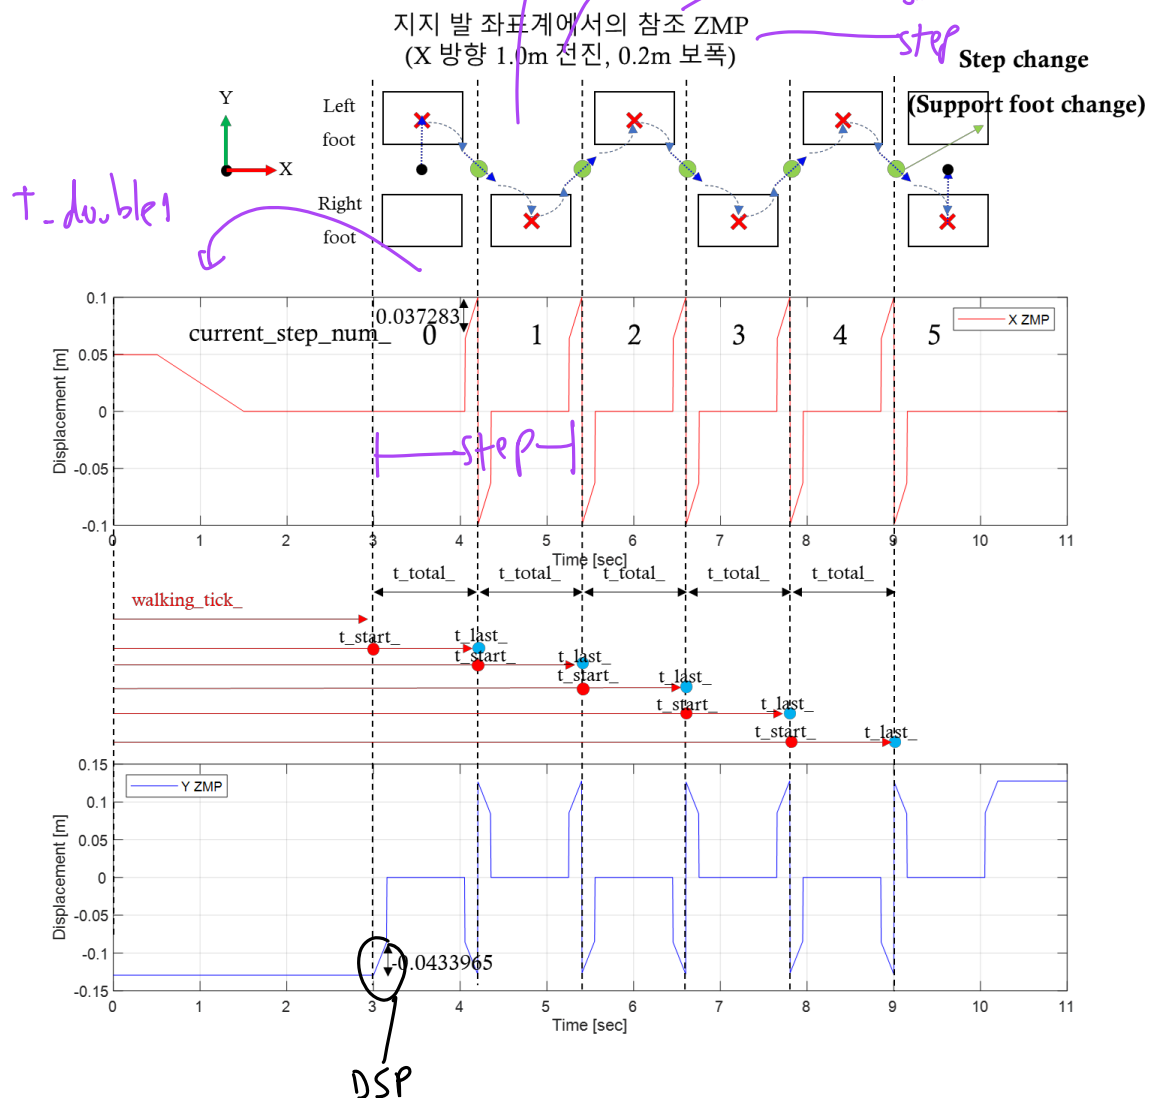 지지 발 좌표계에서의 참조 ZMP
(X 방향 1.0m 전진, 0.2m 보폭)
step
Step change
(Support foot change)
Y
X
Left
foot
Right
foot
T_double1
0.1
0.05
0
-0.05
-0.1
Displacement [m]
0.037283
current_step_num_
0 1 2 3 4 5
X ZMP
step
0 1 2 3 4 5 6 7 8 9 10 11
Time [sec]
t_total_ t_total_ t_total_ t_total_ t_total_
walking_tick_
t_start_ t_last_
t_start_ t_last_
t_start_ t_last_
t_start_ t_last_
t_start_ t_last_
0.15
0.1
0.05
0
-0.05
-0.1
-0.15
Displacement [m]
Y ZMP
-0.0433965
0 1 2 3 4 5 6 7 8 9 10 11
Time [sec]
DSP